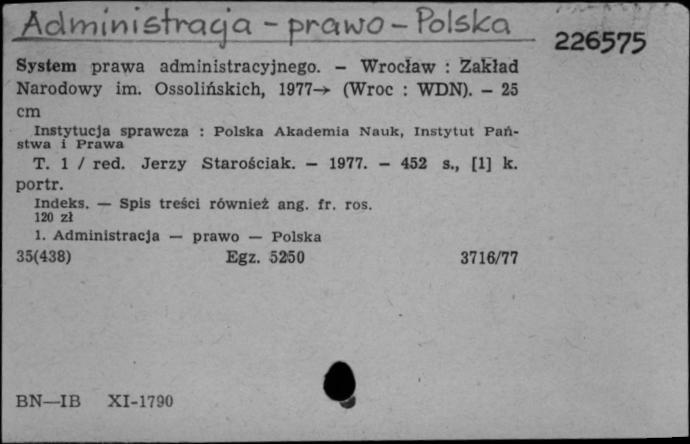 Administracja - prawo - Polska
226575
System prawa administracyjnego. — Wrocław : Zakład
Narodowy im. Ossolińskich, 1977→ (Wroc : WDN). — 25
cm
Instytucja sprawcza : Polska Akademia Nauk, Instytut Pań-
stwa i Prawa
T. 1 / red. Jerzy Starościak. — 1977. — 452 s., [1] k.
portr.
Indeks. — Spis treści również ang. fr. ros.
120 zł
1. Administracja — prawo — Polska
35(438) Egz. 5250 3716/77
BN—IB XI-1790